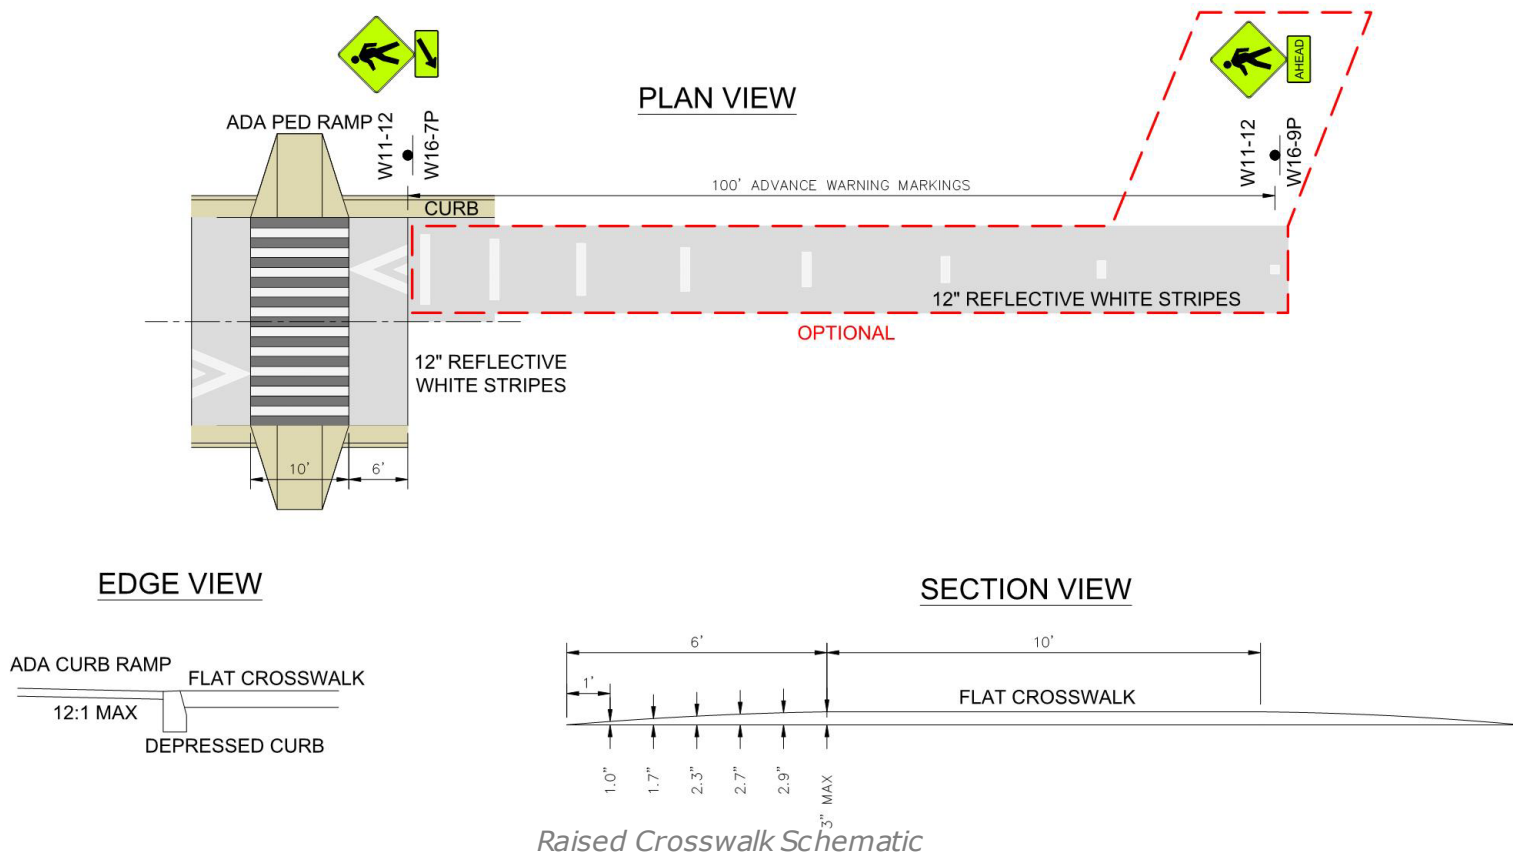 PLAN VIEW
AHEAD
ADA PED RAMP
W11-12
W16-7P
W11-12
W16-9P
100' ADVANCE WARNING MARKINGS
CURB
12" REFLECTIVE WHITE STRIPES
OPTIONAL
12" REFLECTIVE
WHITE STRIPES
10'
6'
EDGE VIEW
ADA CURB RAMP
FLAT CROSSWALK
12:1 MAX
DEPRESSED CURB
SECTION VIEW
6'
10'
1'
FLAT CROSSWALK
1.0"
1.7"
2.3"
2.7"
2.9"
3" MAX
Raised Crosswalk Schematic